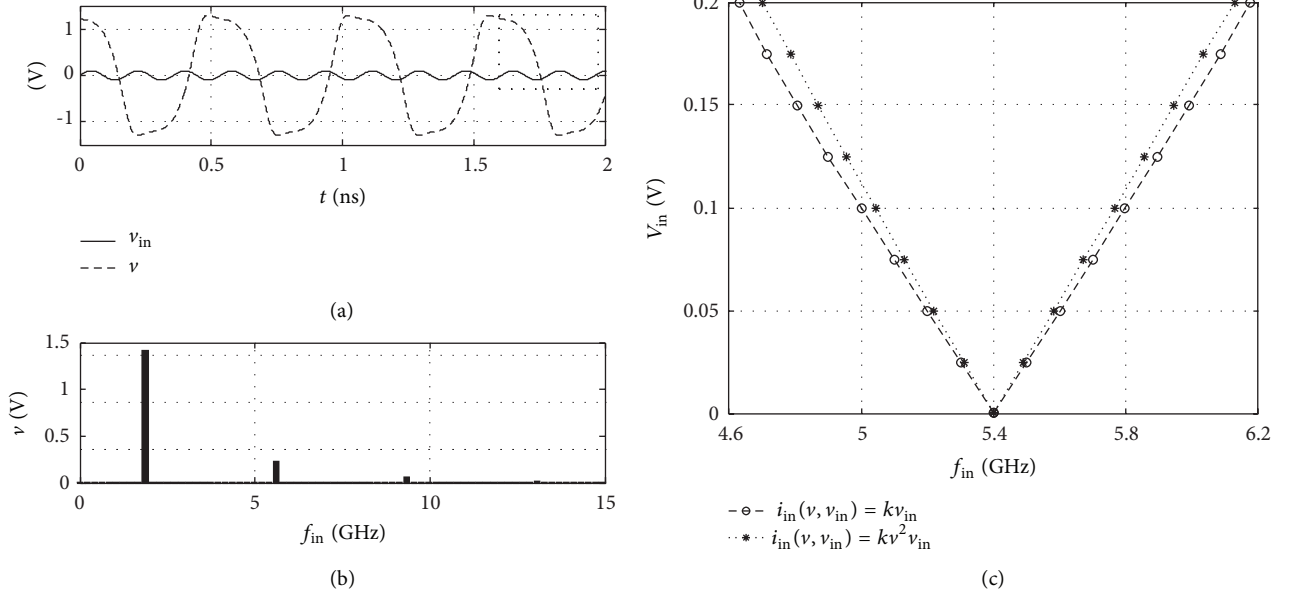 1
0
-1
(V)
0
0.5
1
1.5
2
t (ns)
v_in
v
(a)
1.5
1
0.5
0
v (V)
0
5
10
15
f_in (GHz)
(b)
0.2
0.15
0.1
0.05
0
V_in (V)
4.6
5
5.4
5.8
6.2
f_in (GHz)
i_in(v, v_in) = kv_in
i_in(v, v_in) = kv²v_in
(c)